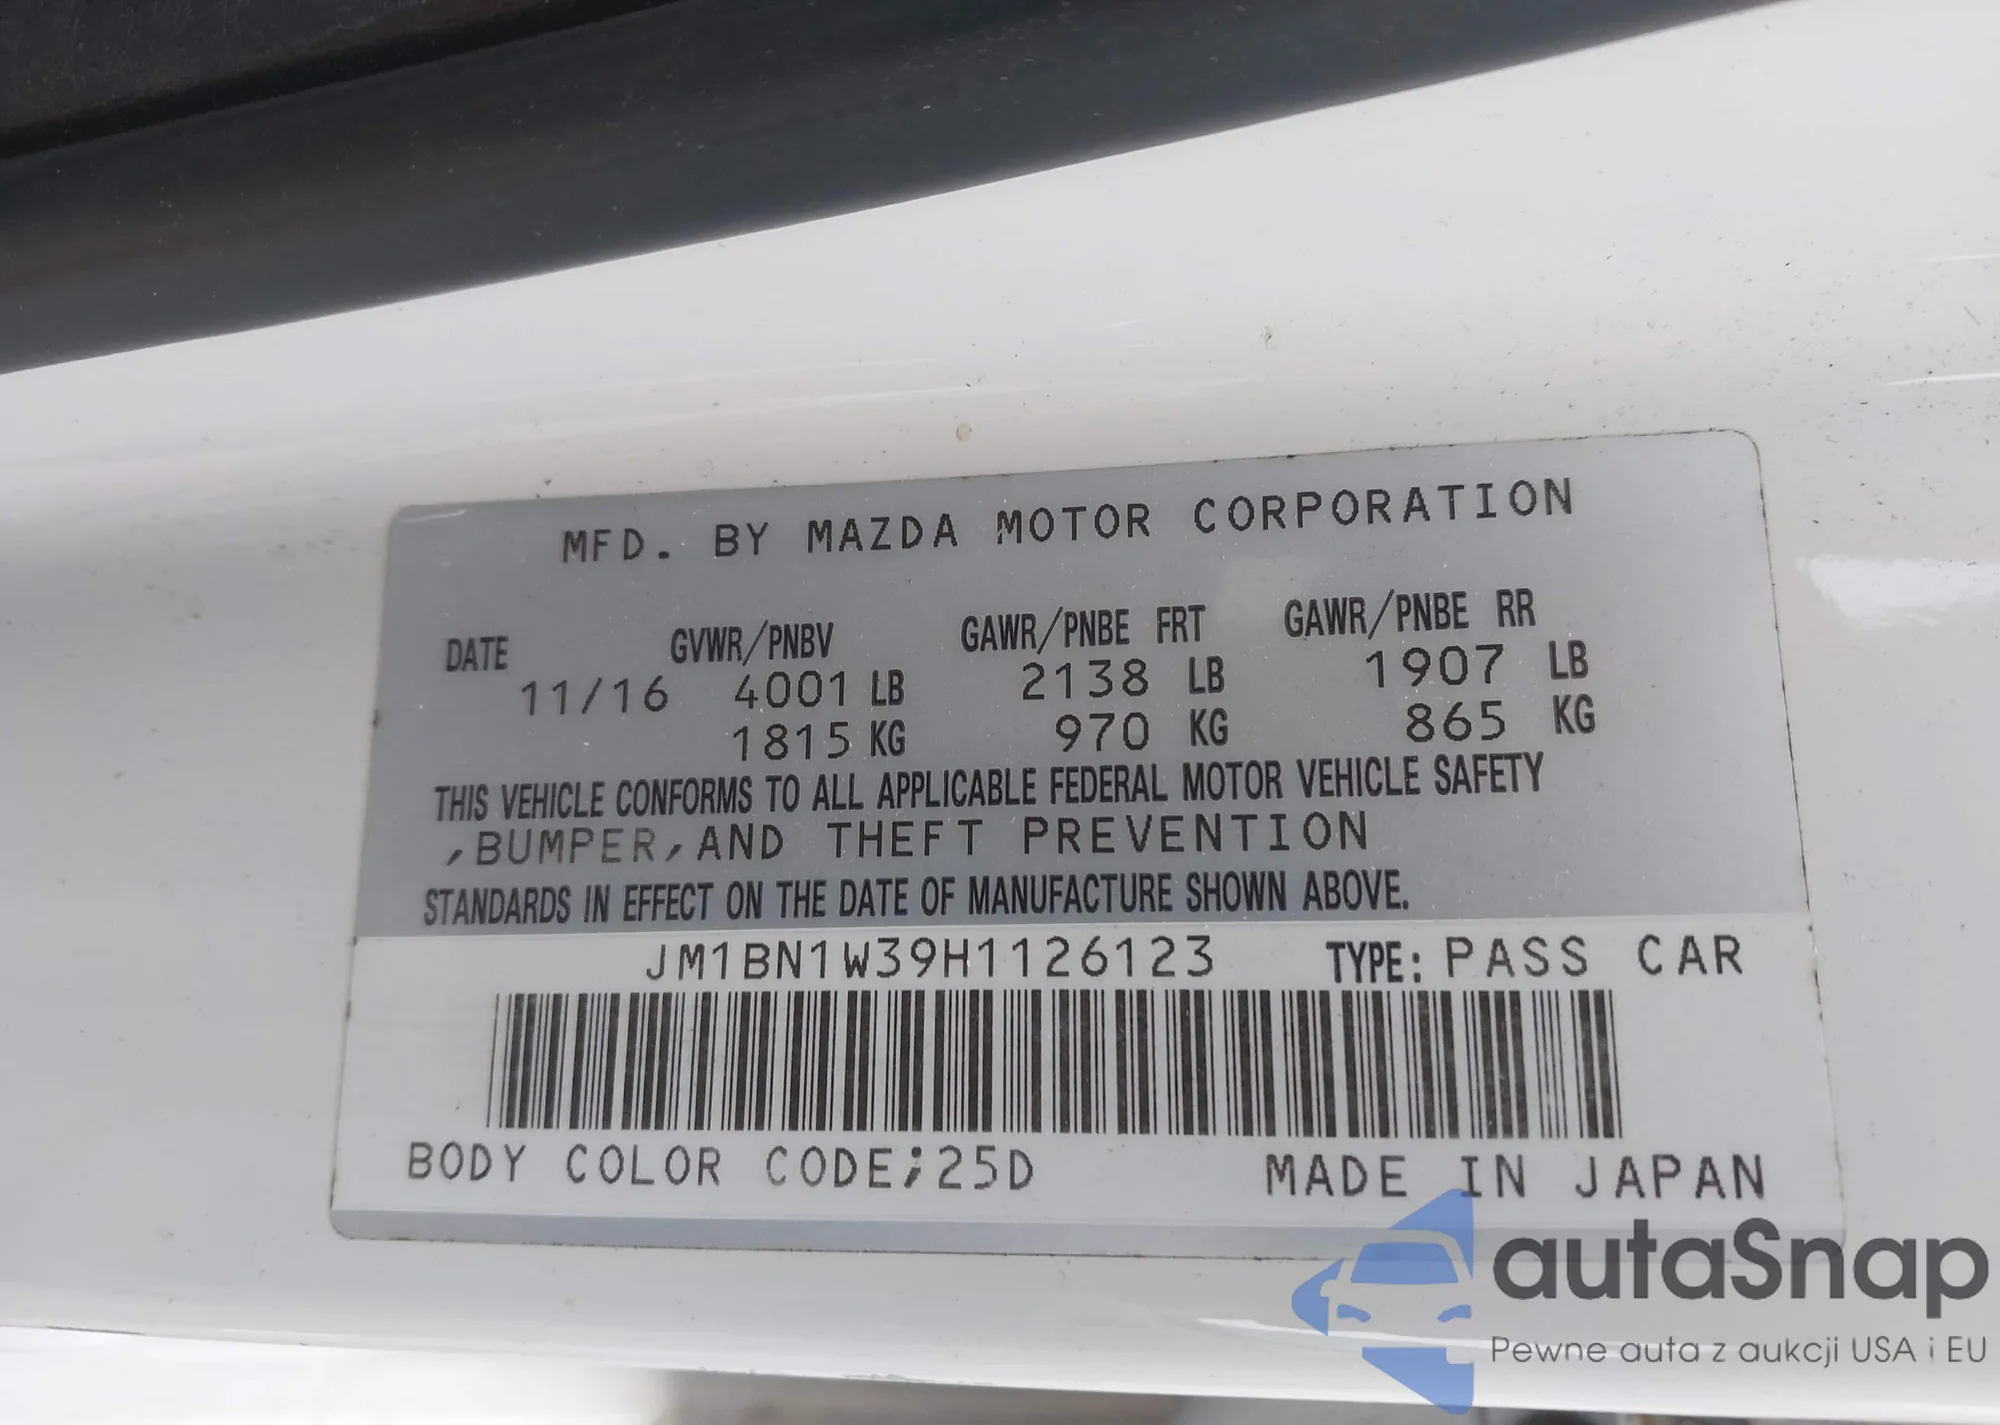 MFD. BY MAZDA MOTOR CORPORATION
DATE GVWR/PNBV GAWR/PNBE FRT GAWR/PNBE RR
11/16 4001 LB 2138 LB 1907 LB
1815 KG 970 KG 865 KG
THIS VEHICLE CONFORMS TO ALL APPLICABLE FEDERAL MOTOR VEHICLE SAFETY
,BUMPER,AND THEFT PREVENTION
STANDARDS IN EFFECT ON THE DATE OF MANUFACTURE SHOWN ABOVE.
JM1BN1W39H1126123 TYPE: PASS CAR
BODY COLOR CODE;25D MADE IN JAPAN
autaSnap
Pewne auta z aukcji USA i EU